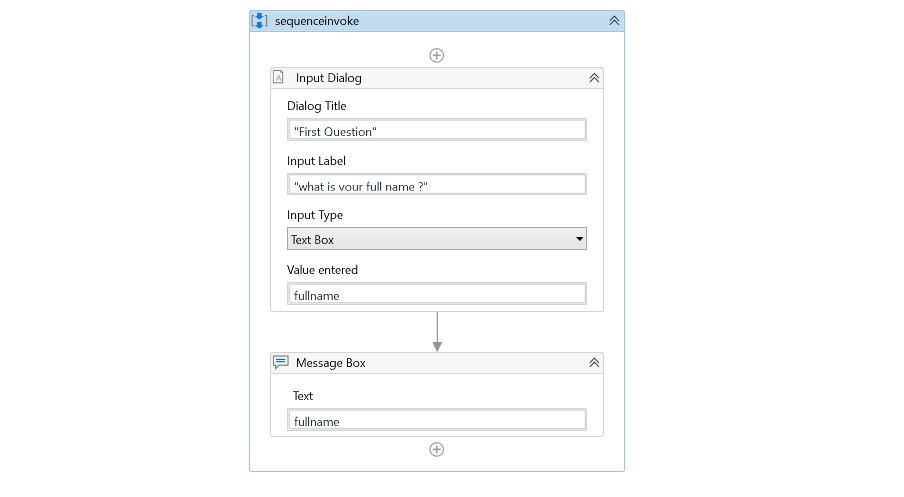 sequenceinvoke
Input Dialog
Dialog Title
"First Question"
Input Label
"what is your full name ?"
Input Type
Text Box
Value entered
fullname
Message Box
Text
fullname